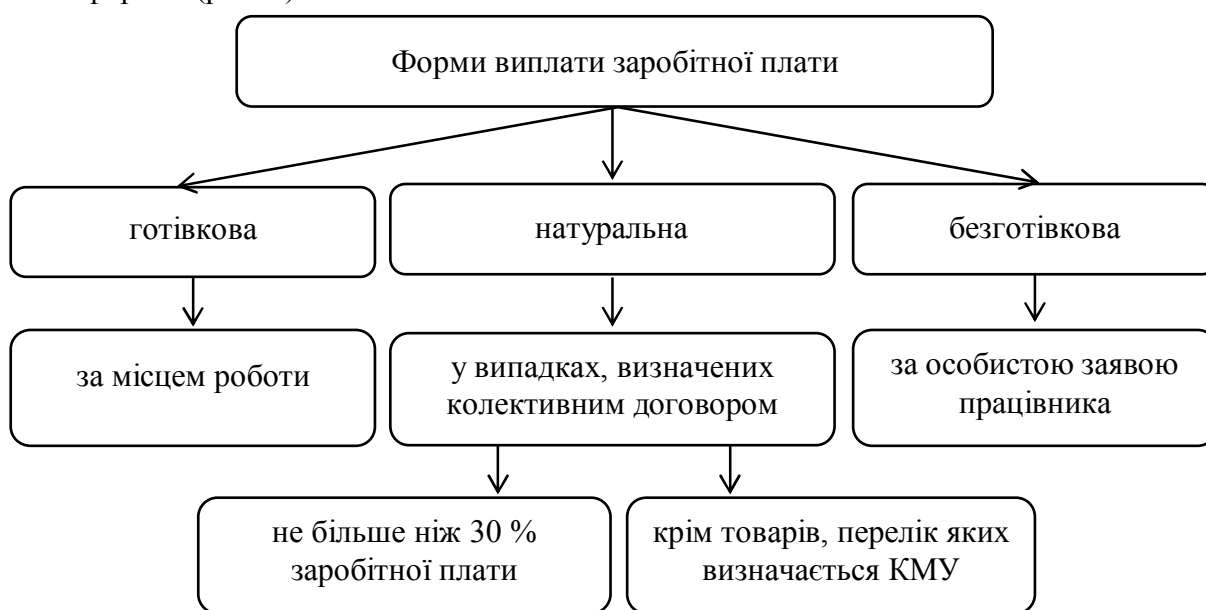 Форми виплати заробітної плати
готівкова
натуральна
безготівкова
за місцем роботи
у випадках, визначених
колективним договором
за особистою заявою
працівника
не більше ніж 30 %
заробітної плати
крім товарів, перелік яких
визначається КМУ